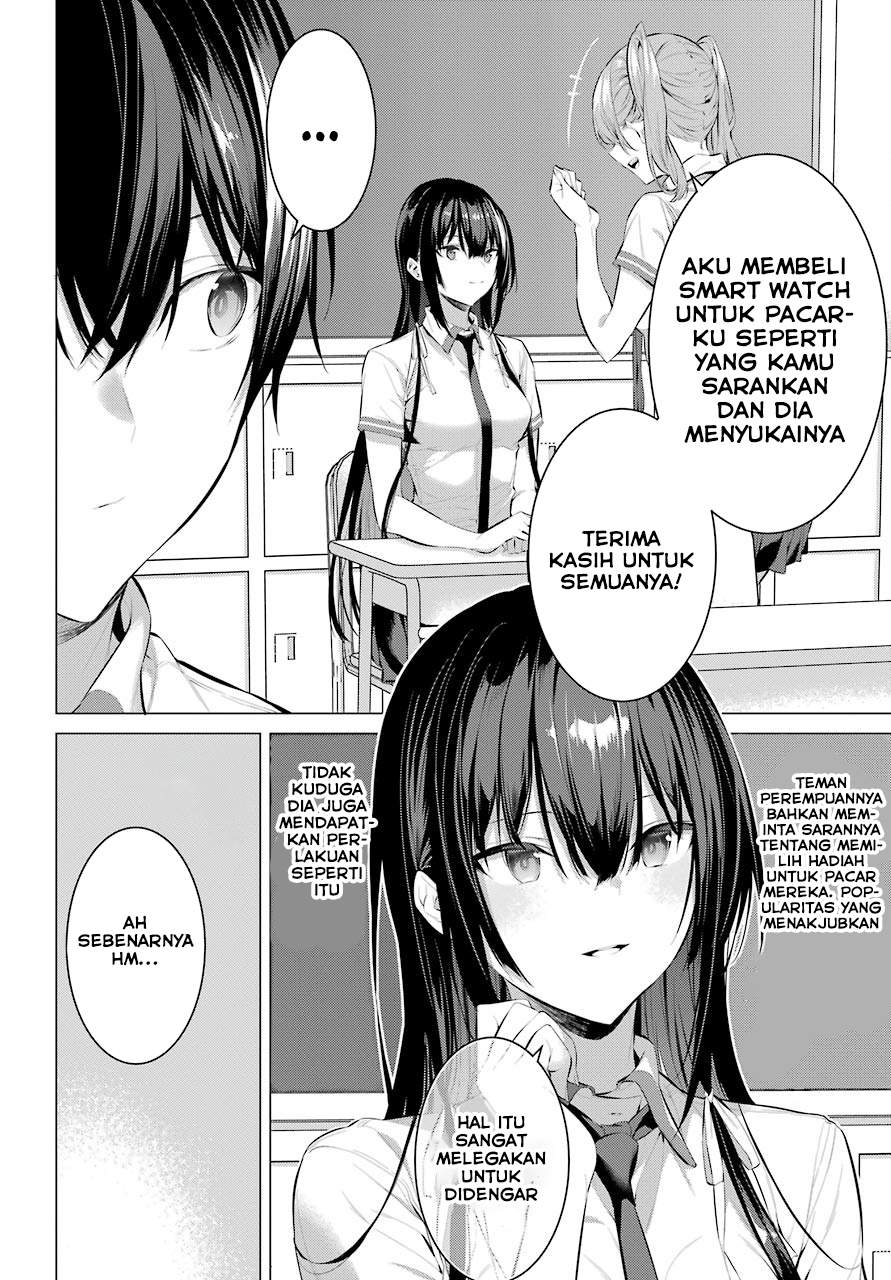 AKU MEMBELI
SMART WATCH
UNTUK PACAR-
KU SEPERTI
YANG KAMU
SARANKAN
DAN DIA
MENYUKAINYA
TERIMA
KASIH UNTUK
SEMUANYA!
...
TEMAN
PEREMPUANNYA
BAHKAN MEM-
INTA SARANNYA
TENTANG MEMI-
LIH HADIAH
UNTUK PACAR
MEREKA. POP-
ULARITAS YANG
MENAKJUBKAN
HAL ITU
SANGAT
MELEGAKAN
UNTUK
DIDENGAR
TIDAK
KUDUGA
DIA JUGA
MENDAPAT-
KAN PER-
LAKUAN
SEPERTI
ITU
AH
SEBENARNYA
HM...